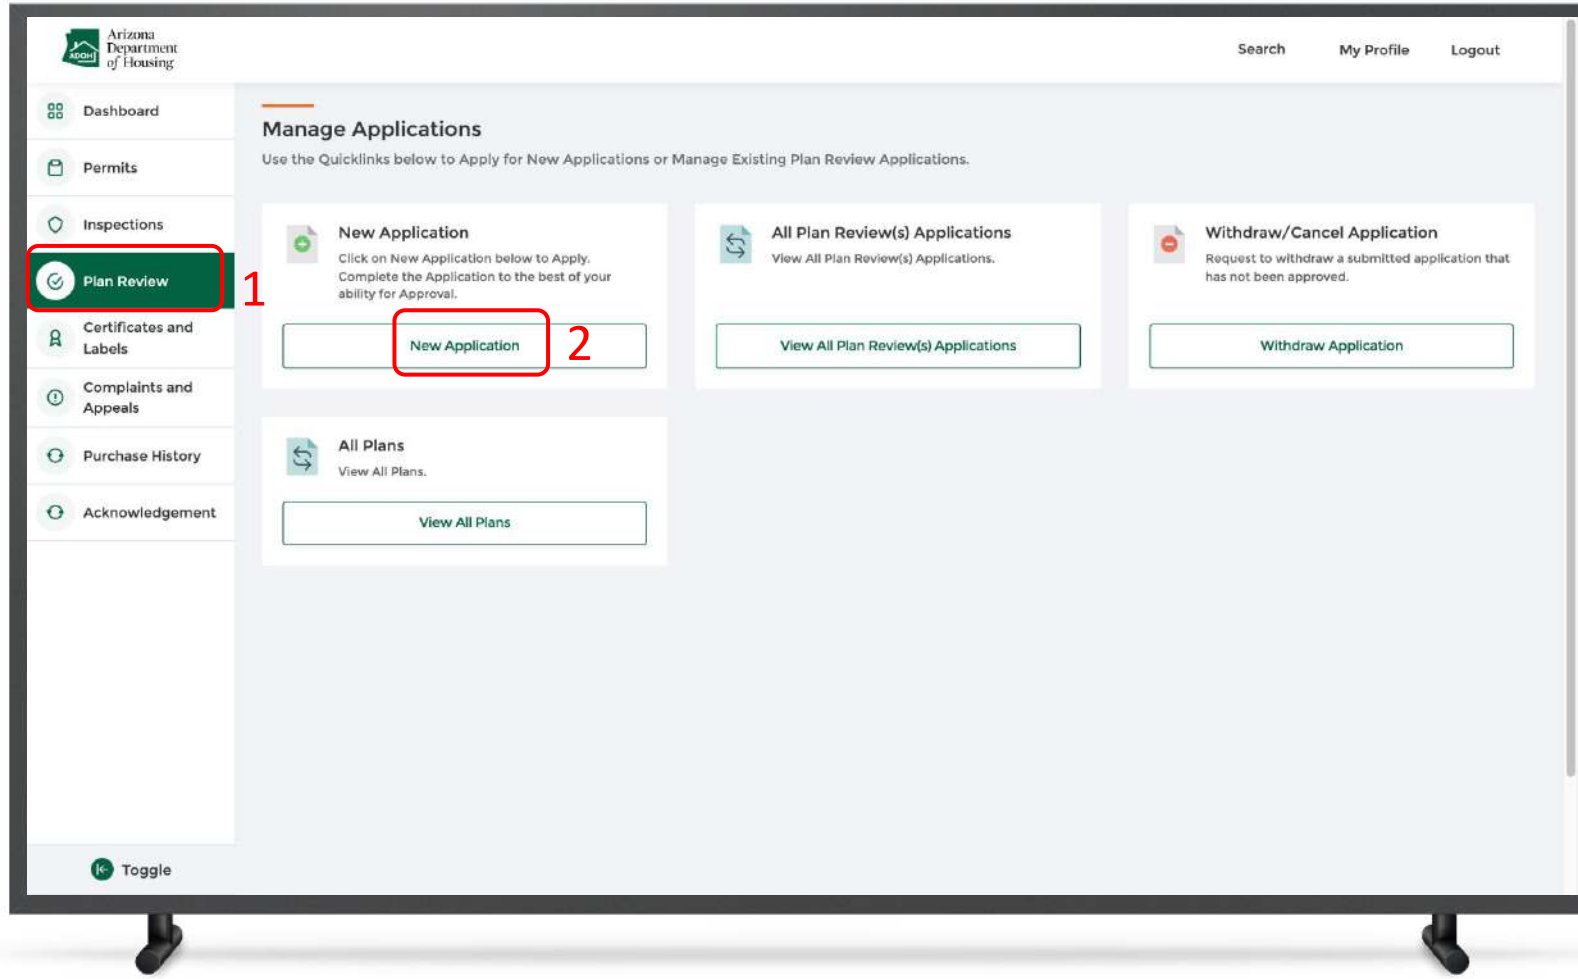 Arizona
Department
of Housing
ADOH
Search
My Profile
Logout
Dashboard
Permits
Inspections
Plan Review
1
Certificates and
Labels
Complaints and
Appeals
Purchase History
Acknowledgement
Toggle
Manage Applications
Use the Quicklinks below to Apply for New Applications or Manage Existing Plan Review Applications.
New Application
Click on New Application below to Apply.
Complete the Application to the best of your
ability for Approval.
New Application
2
All Plan Review(s) Applications
View All Plan Review(s) Applications.
View All Plan Review(s) Applications
Withdraw/Cancel Application
Request to withdraw a submitted application that
has not been approved.
Withdraw Application
All Plans
View All Plans.
View All Plans